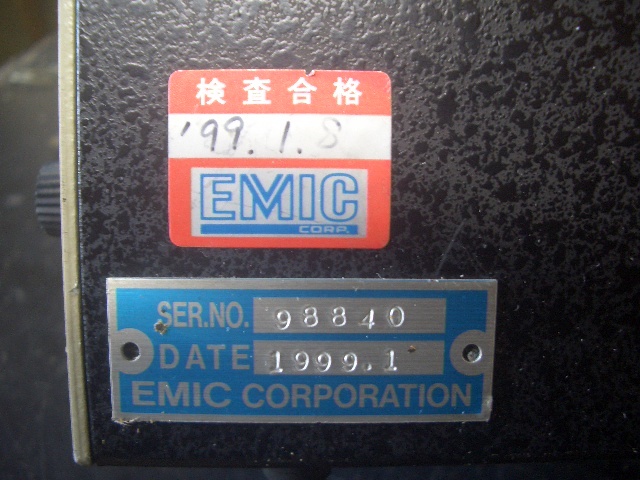 検査合格
'99.1.8
EMIC
CORP.
SER.NO. 98840
DATE 1999.1
EMIC CORPORATION